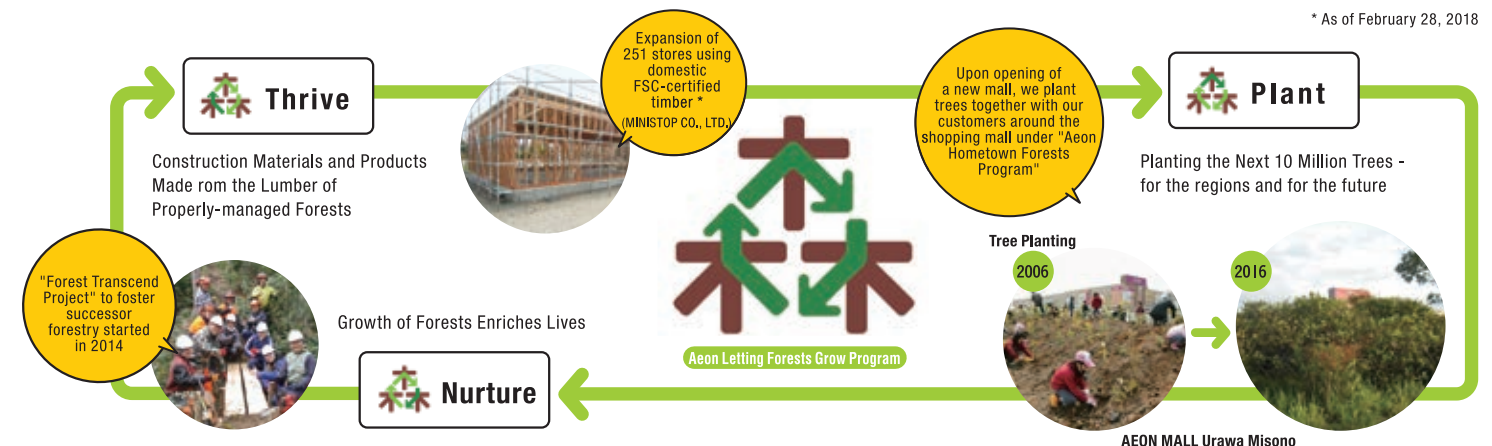 * As of February 28, 2018
Thrive
Construction Materials and Products
Made rom the Lumber of
Properly-managed Forests
Expansion of
251 stores using
domestic
FSC-certified
timber *
(MINISTOP CO., LTD.)
Upon opening of
a new mall, we plant
trees together with our
customers around the
shopping mall under "Aeon
Hometown Forests
Program"
Plant
Planting the Next 10 Million Trees -
for the regions and for the future
Tree Planting
2006
2016
AEON MALL Urawa Misono
Aeon Letting Forests Grow Program
Growth of Forests Enriches Lives
Nurture
"Forest Transcend
Project" to foster
successor
forestry started
in 2014